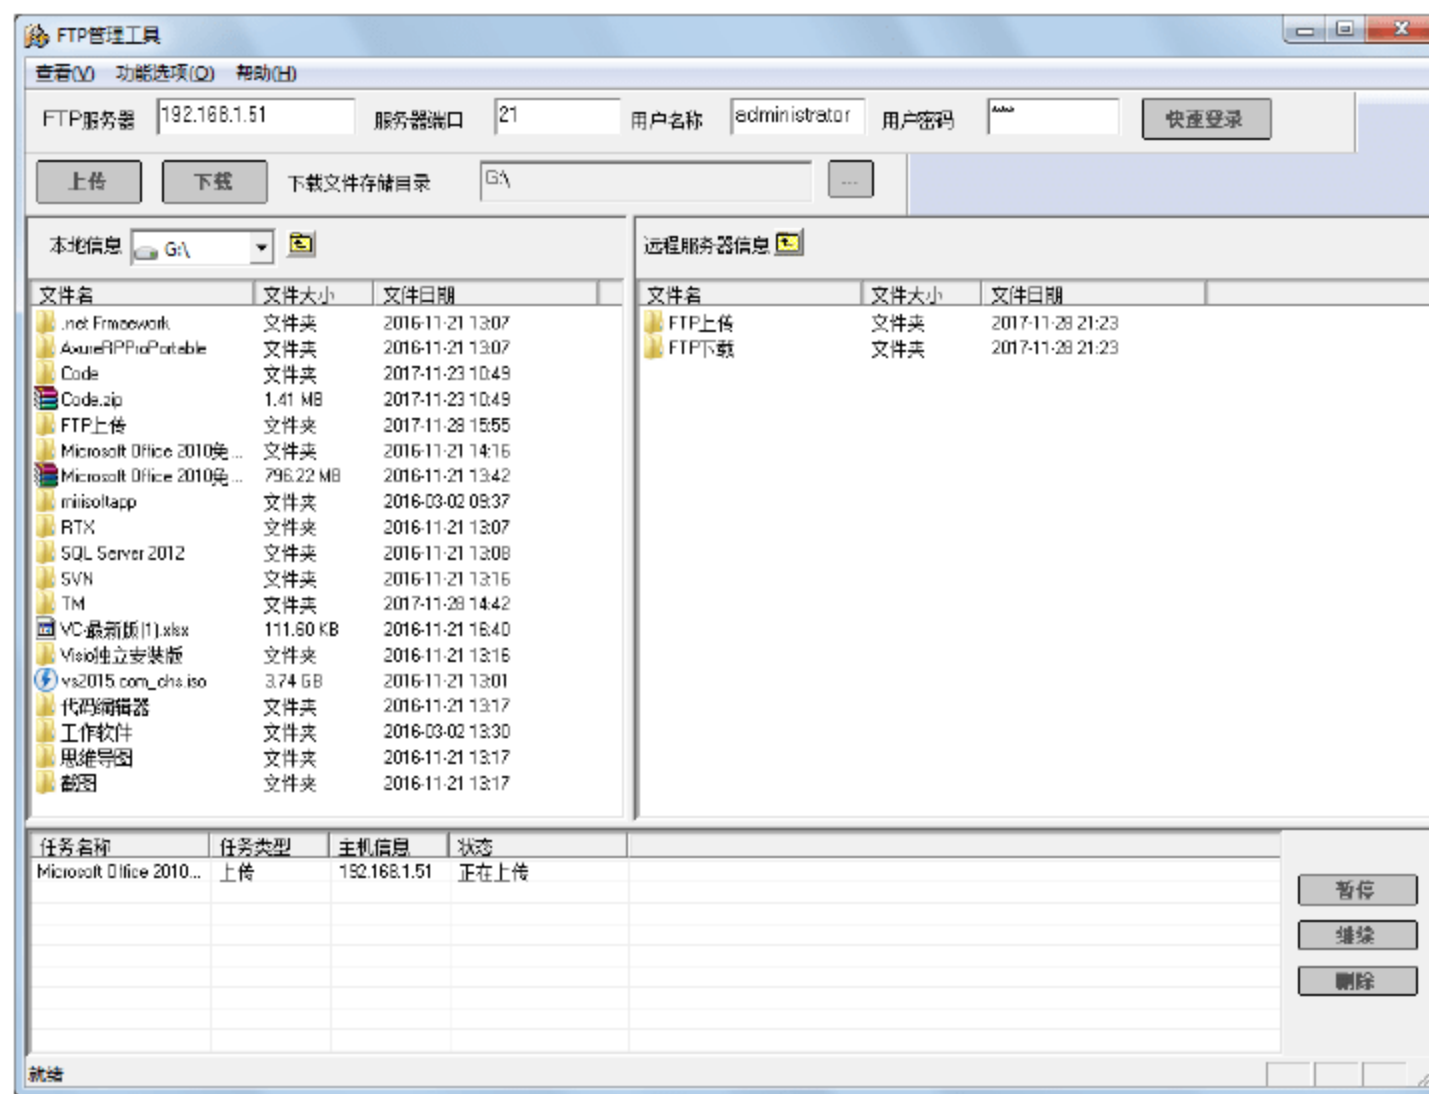 FTP管理工具
查看(V) 功能选项(O) 帮助(H)
FTP服务器 192.168.1.51 服务器端口 21 用户名称 administrator 用户密码 **** 快速登录
上传 下载 下载文件存储目录 G:\ ...
本地信息 G:\ 远程服务器信息
文件名 文件大小 文件日期
.net Frmaework 文件夹 2016-11-21 13:07
AxureRPProPortable 文件夹 2016-11-21 13:07
Code 文件夹 2017-11-23 10:49
Code.zip 1.41 MB 2017-11-23 10:49
FTP上传 文件夹 2017-11-28 15:55
Microsoft Office 2010免... 文件夹 2016-11-21 14:16
Microsoft Office 2010免... 796.22 MB 2016-11-21 13:42
文件夹 2016-03-02 09:37
RTX 文件夹 2016-11-21 13:07
SQL Server 2012 文件夹 2016-11-21 13:08
SVN 文件夹 2016-11-21 13:16
TM 文件夹 2017-11-28 14:42
VC最新版(1).xlsx 111.60 KB 2016-11-21 16:40
Visio独立安装版 文件夹 2016-11-21 13:16
vs2015.com_chs.iso 3.74 GB 2016-11-21 13:01
代码编辑器 文件夹 2016-11-21 13:17
工作软件 文件夹 2016-03-02 13:30
思维导图 文件夹 2016-11-21 13:17
截图 文件夹 2016-11-21 13:17
文件名 文件大小 文件日期
FTP上传 文件夹 2017-11-28 21:23
FTP下载 文件夹 2017-11-28 21:23
任务名称 任务类型 主机信息 状态
Microsoft Office 2010... 上传 192.168.1.51 正在上传
暂停
继续
删除
就绪